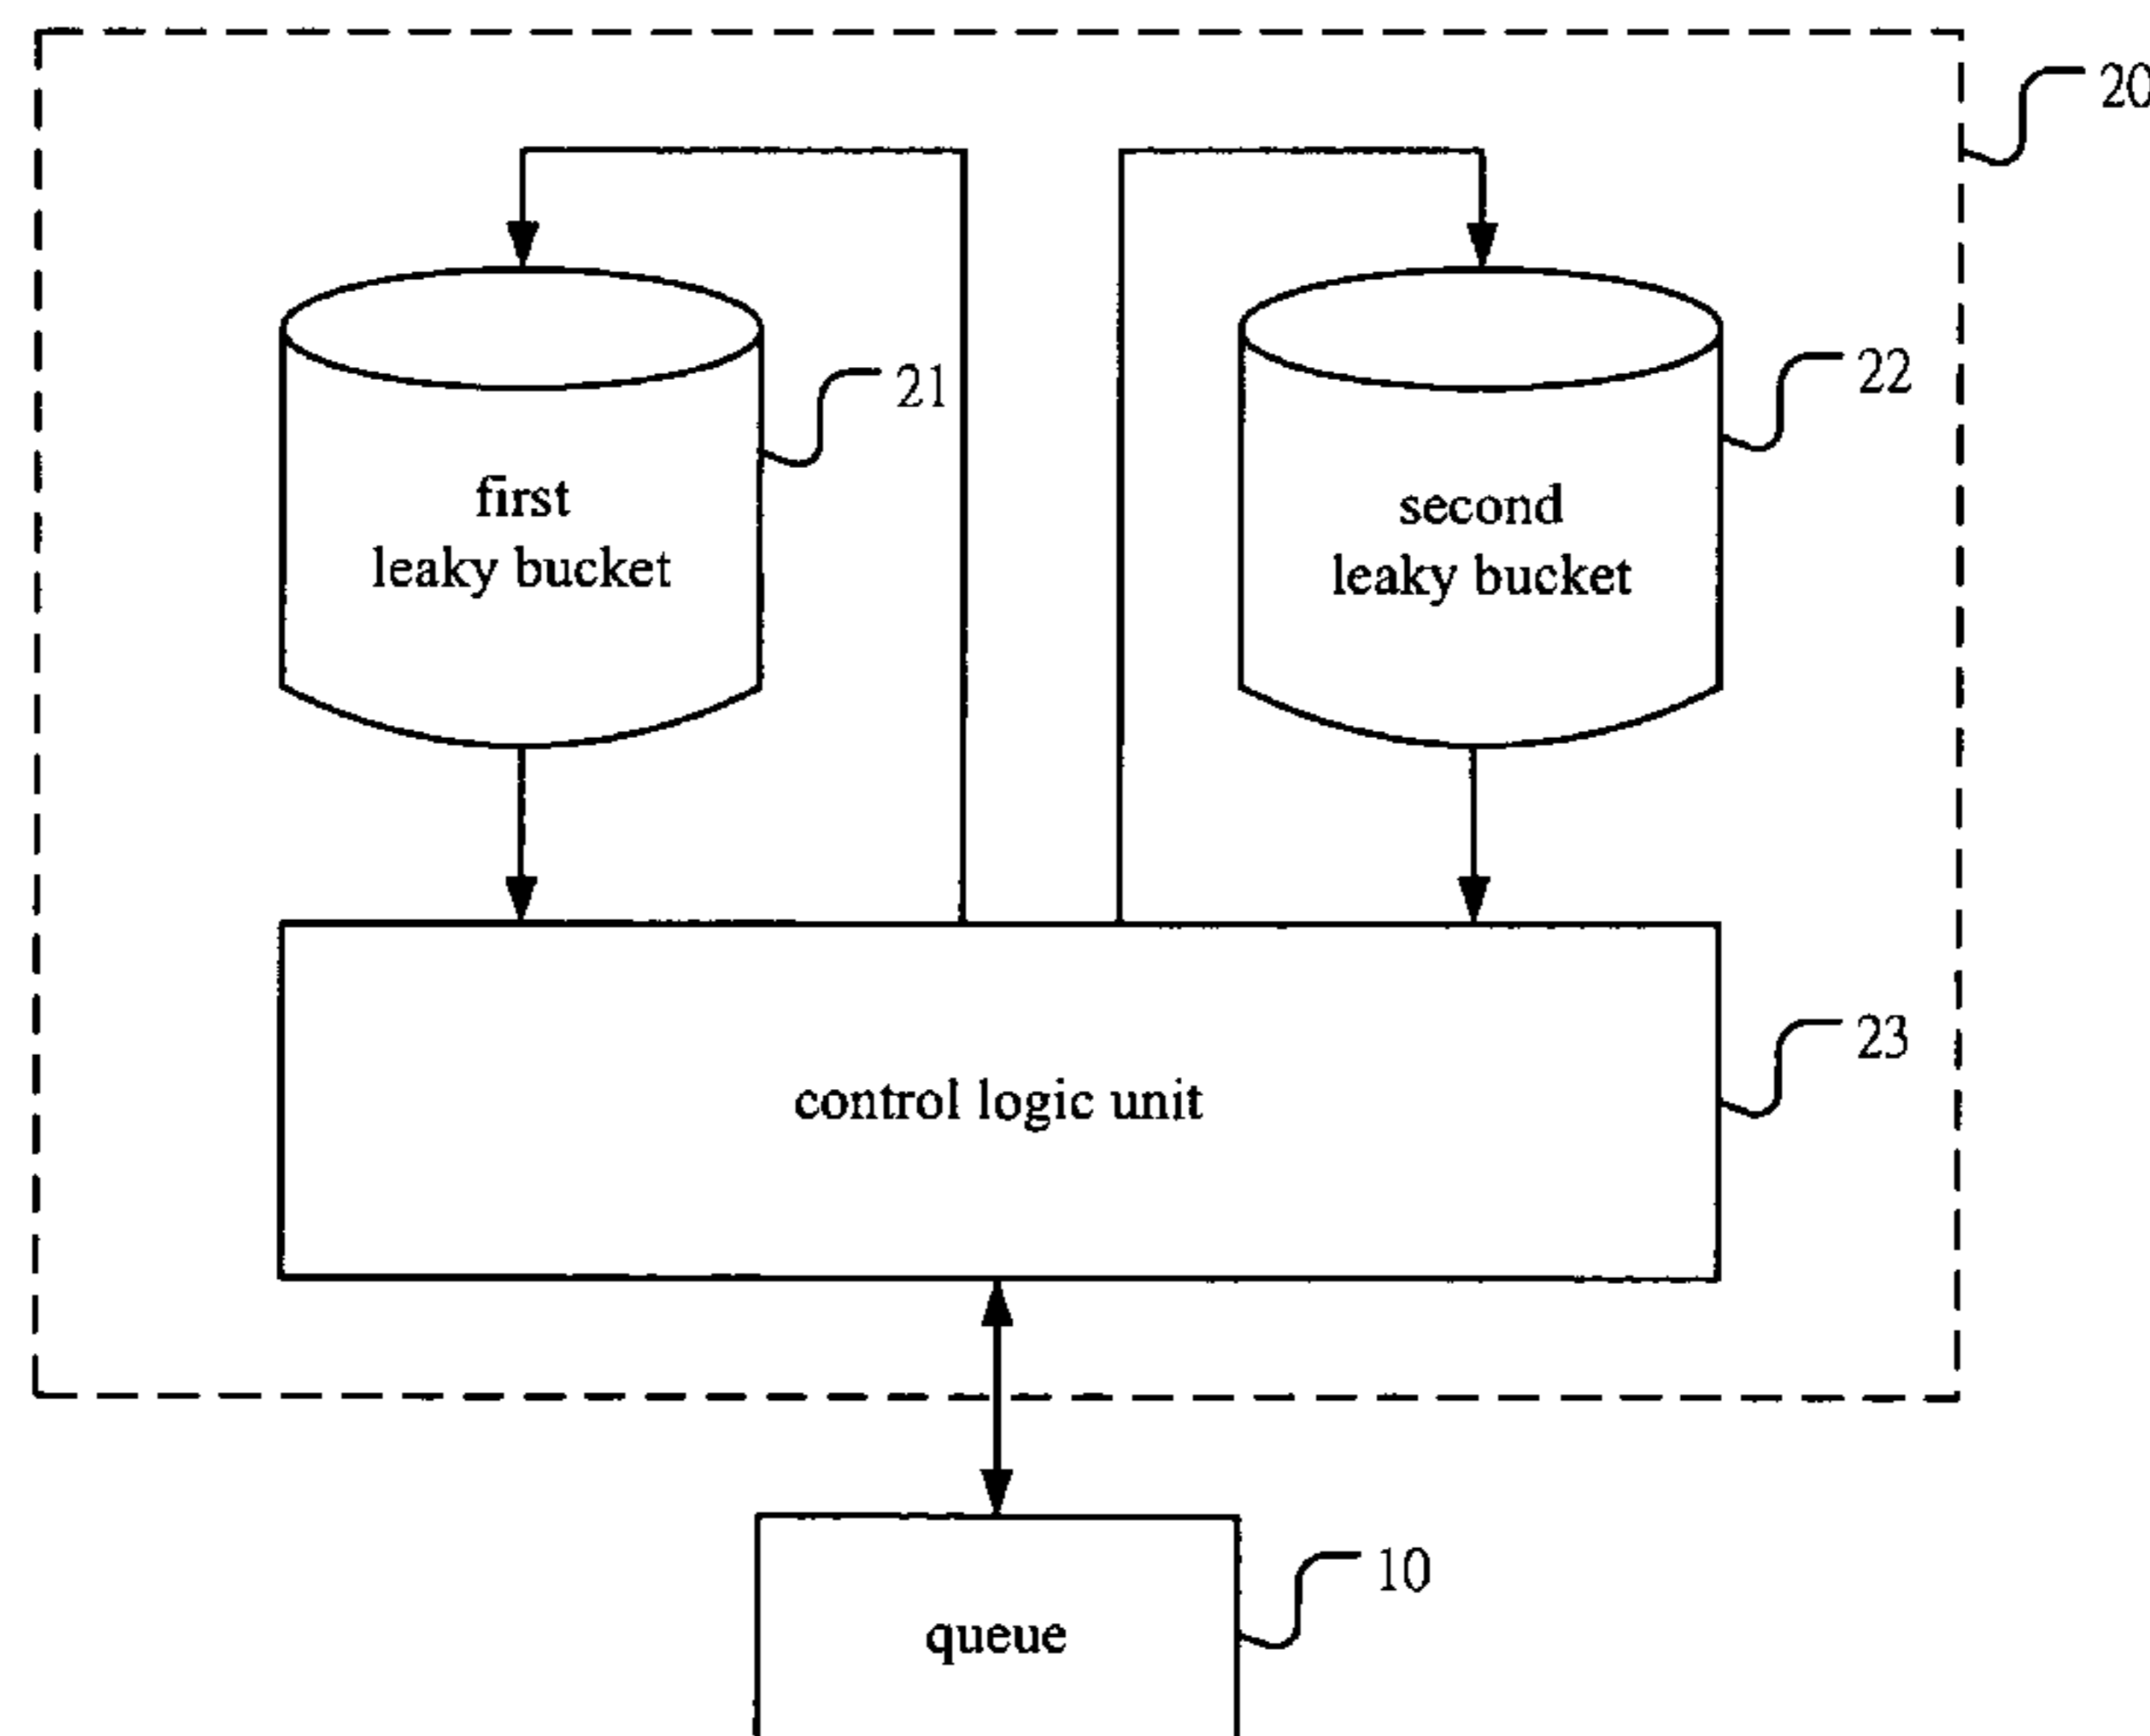 20
21
22
first
leaky bucket
second
leaky bucket
control logic unit
23
10
queue